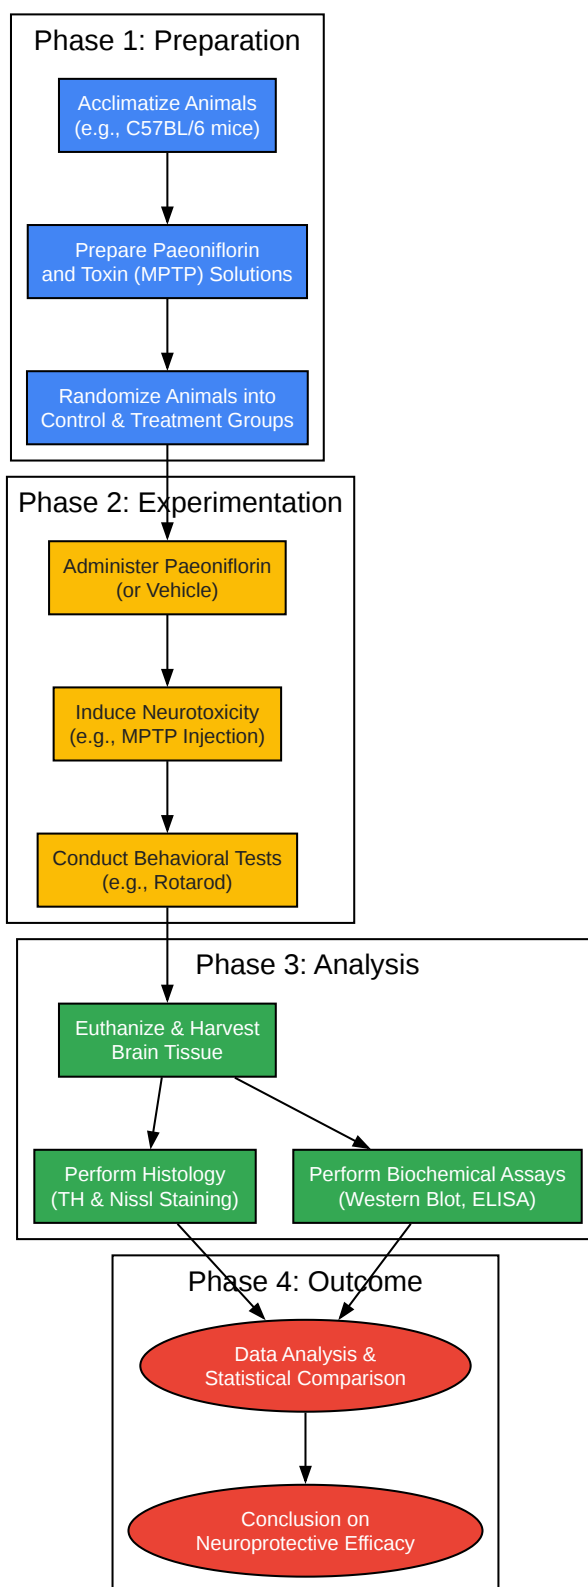 Phase 1: Preparation
Acclimatize Animals
(e.g., C57BL/6 mice)
Prepare Paeoniflorin
and Toxin (MPTP) Solutions
Randomize Animals into
Control & Treatment Groups
Phase 2: Experimentation
Administer Paeoniflorin
(or Vehicle)
Induce Neurotoxicity
(e.g., MPTP Injection)
Conduct Behavioral Tests
(e.g., Rotarod)
Phase 3: Analysis
Euthanize & Harvest
Brain Tissue
Perform Histology
(TH & Nissl Staining)
Perform Biochemical Assays
(Western Blot, ELISA)
Phase 4: Outcome
Data Analysis &
Statistical Comparison
Conclusion on
Neuroprotective Efficacy